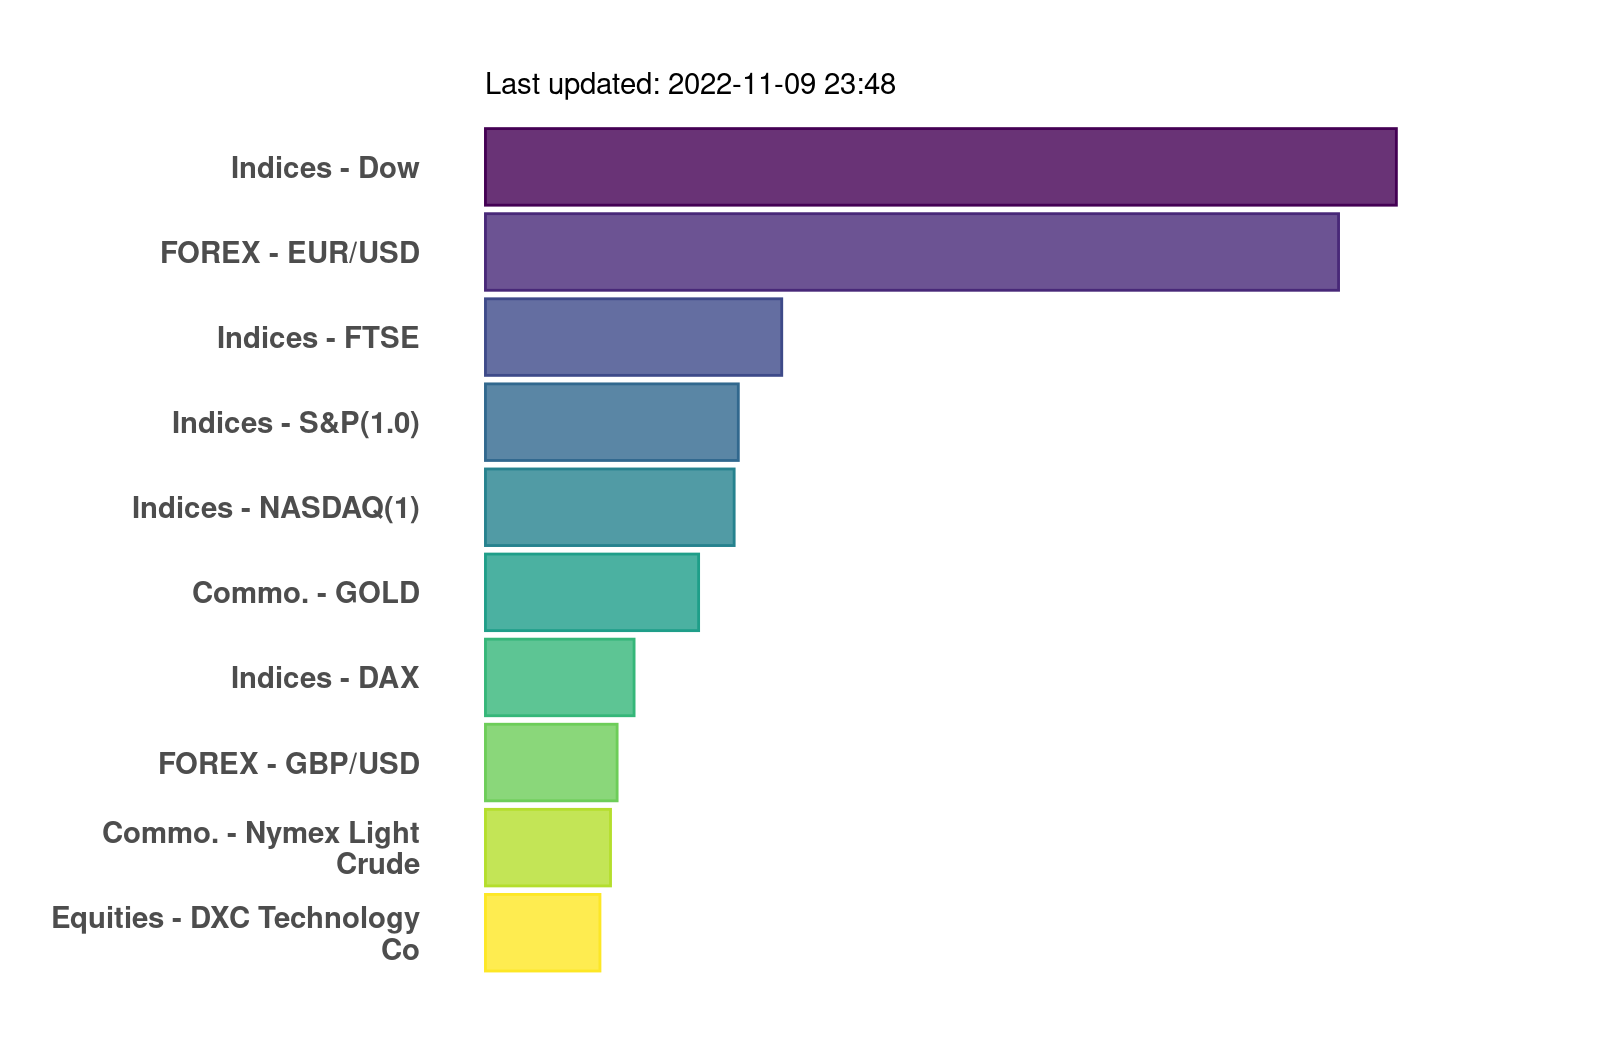 Last updated: 2022-11-09 23:48
Indices - Dow
FOREX - EUR/USD
Indices - FTSE
Indices - S&P(1.0)
Indices - NASDAQ(1)
Commo. - GOLD
Indices - DAX
FOREX - GBP/USD
Commo. - Nymex Light
Crude
Equities - DXC Technology
Co